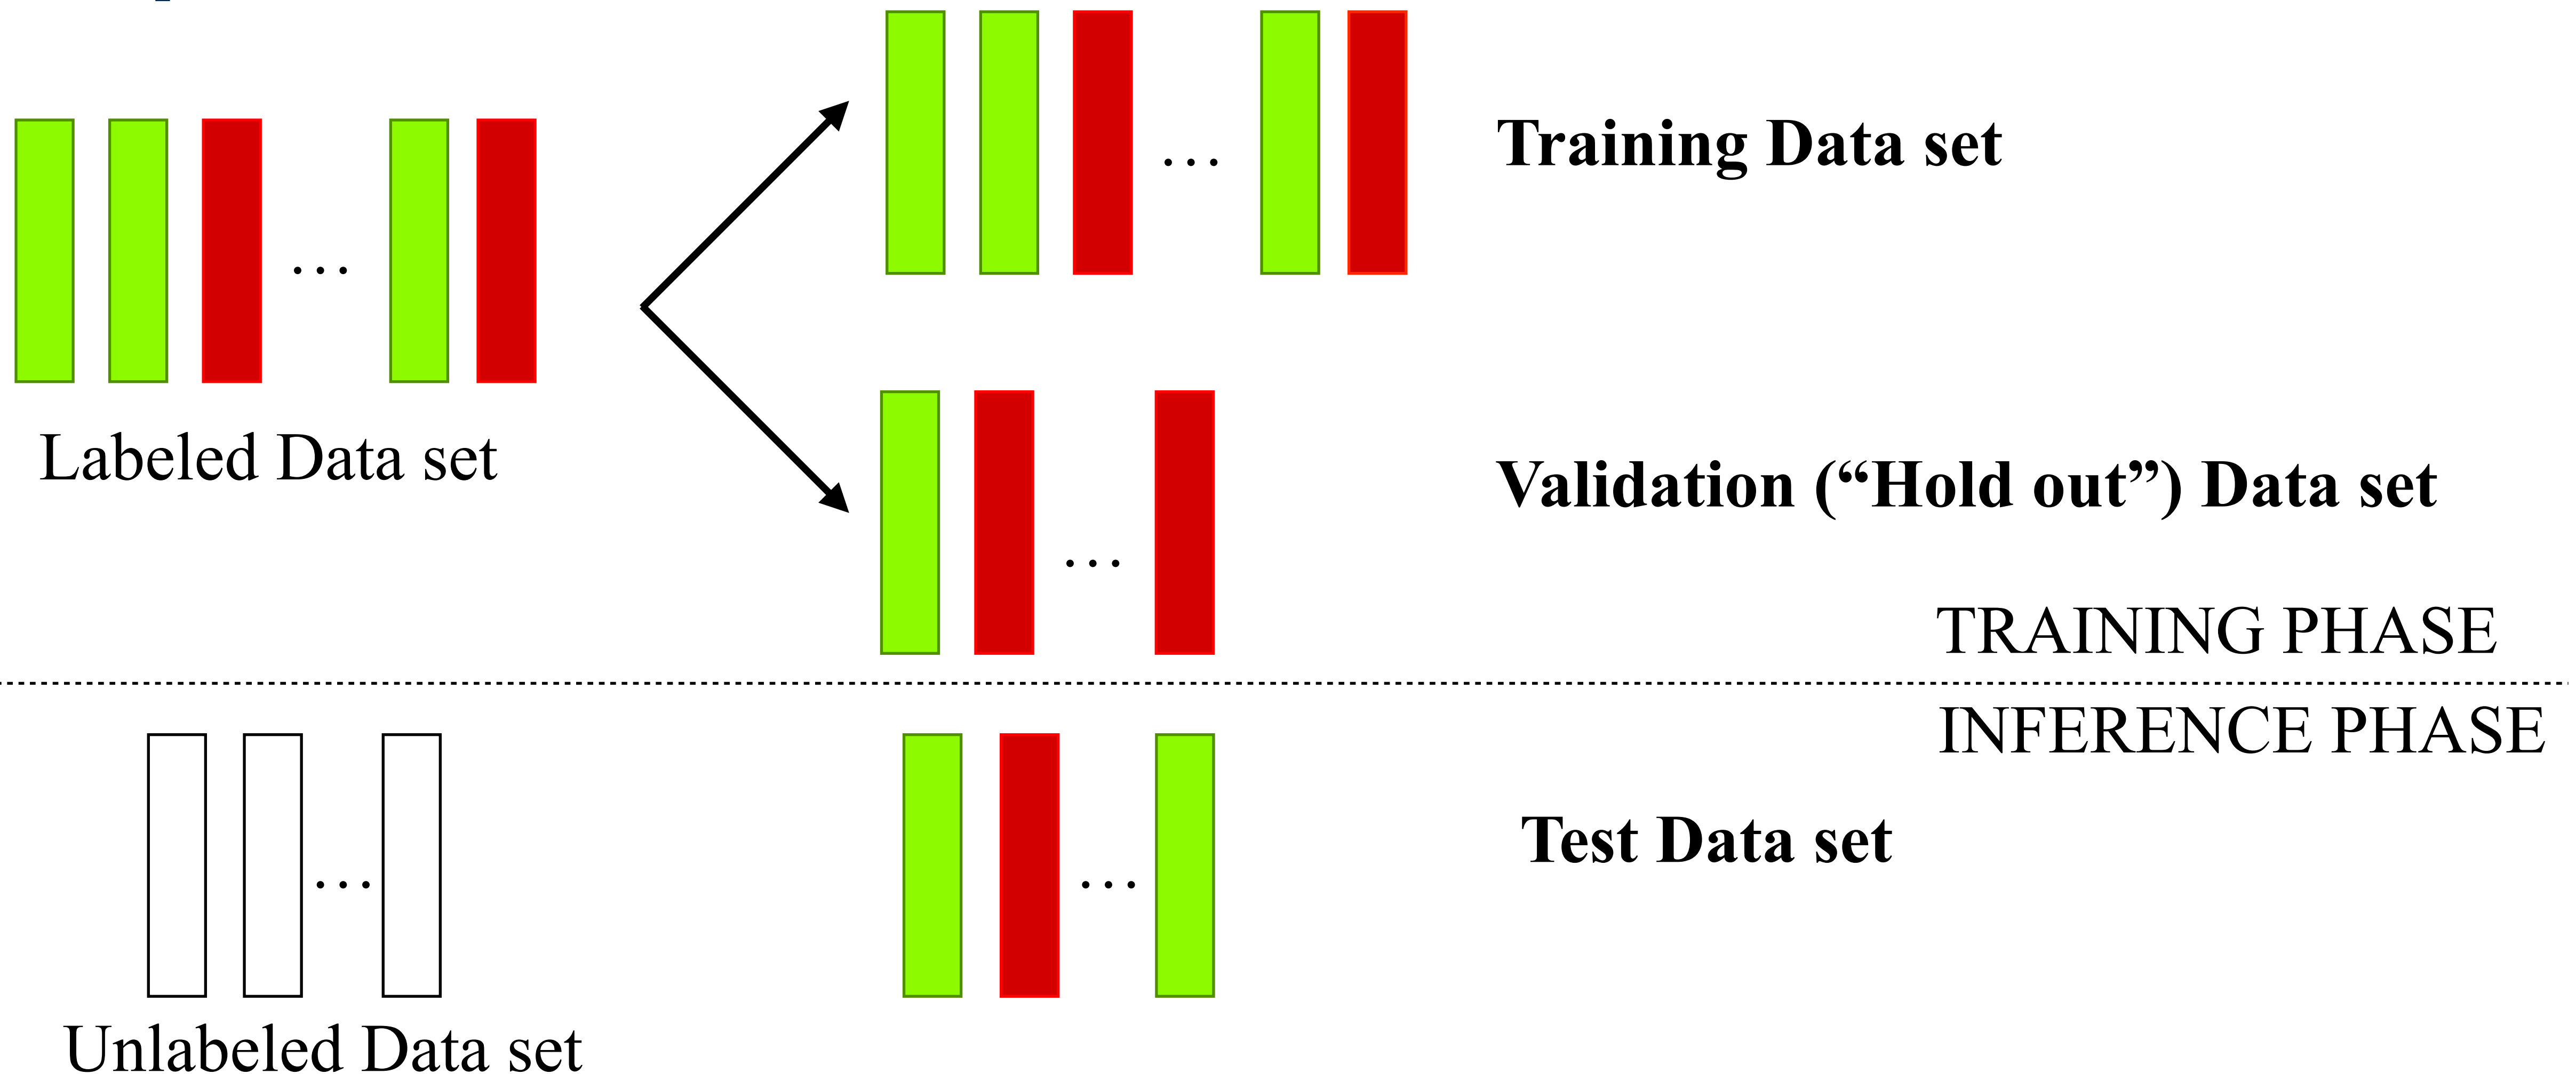 Training Data set
…
…
Labeled Data set
Validation (“Hold out”) Data set
…
TRAINING PHASE
INFERENCE PHASE
Test Data set
…
…
Unlabeled Data set